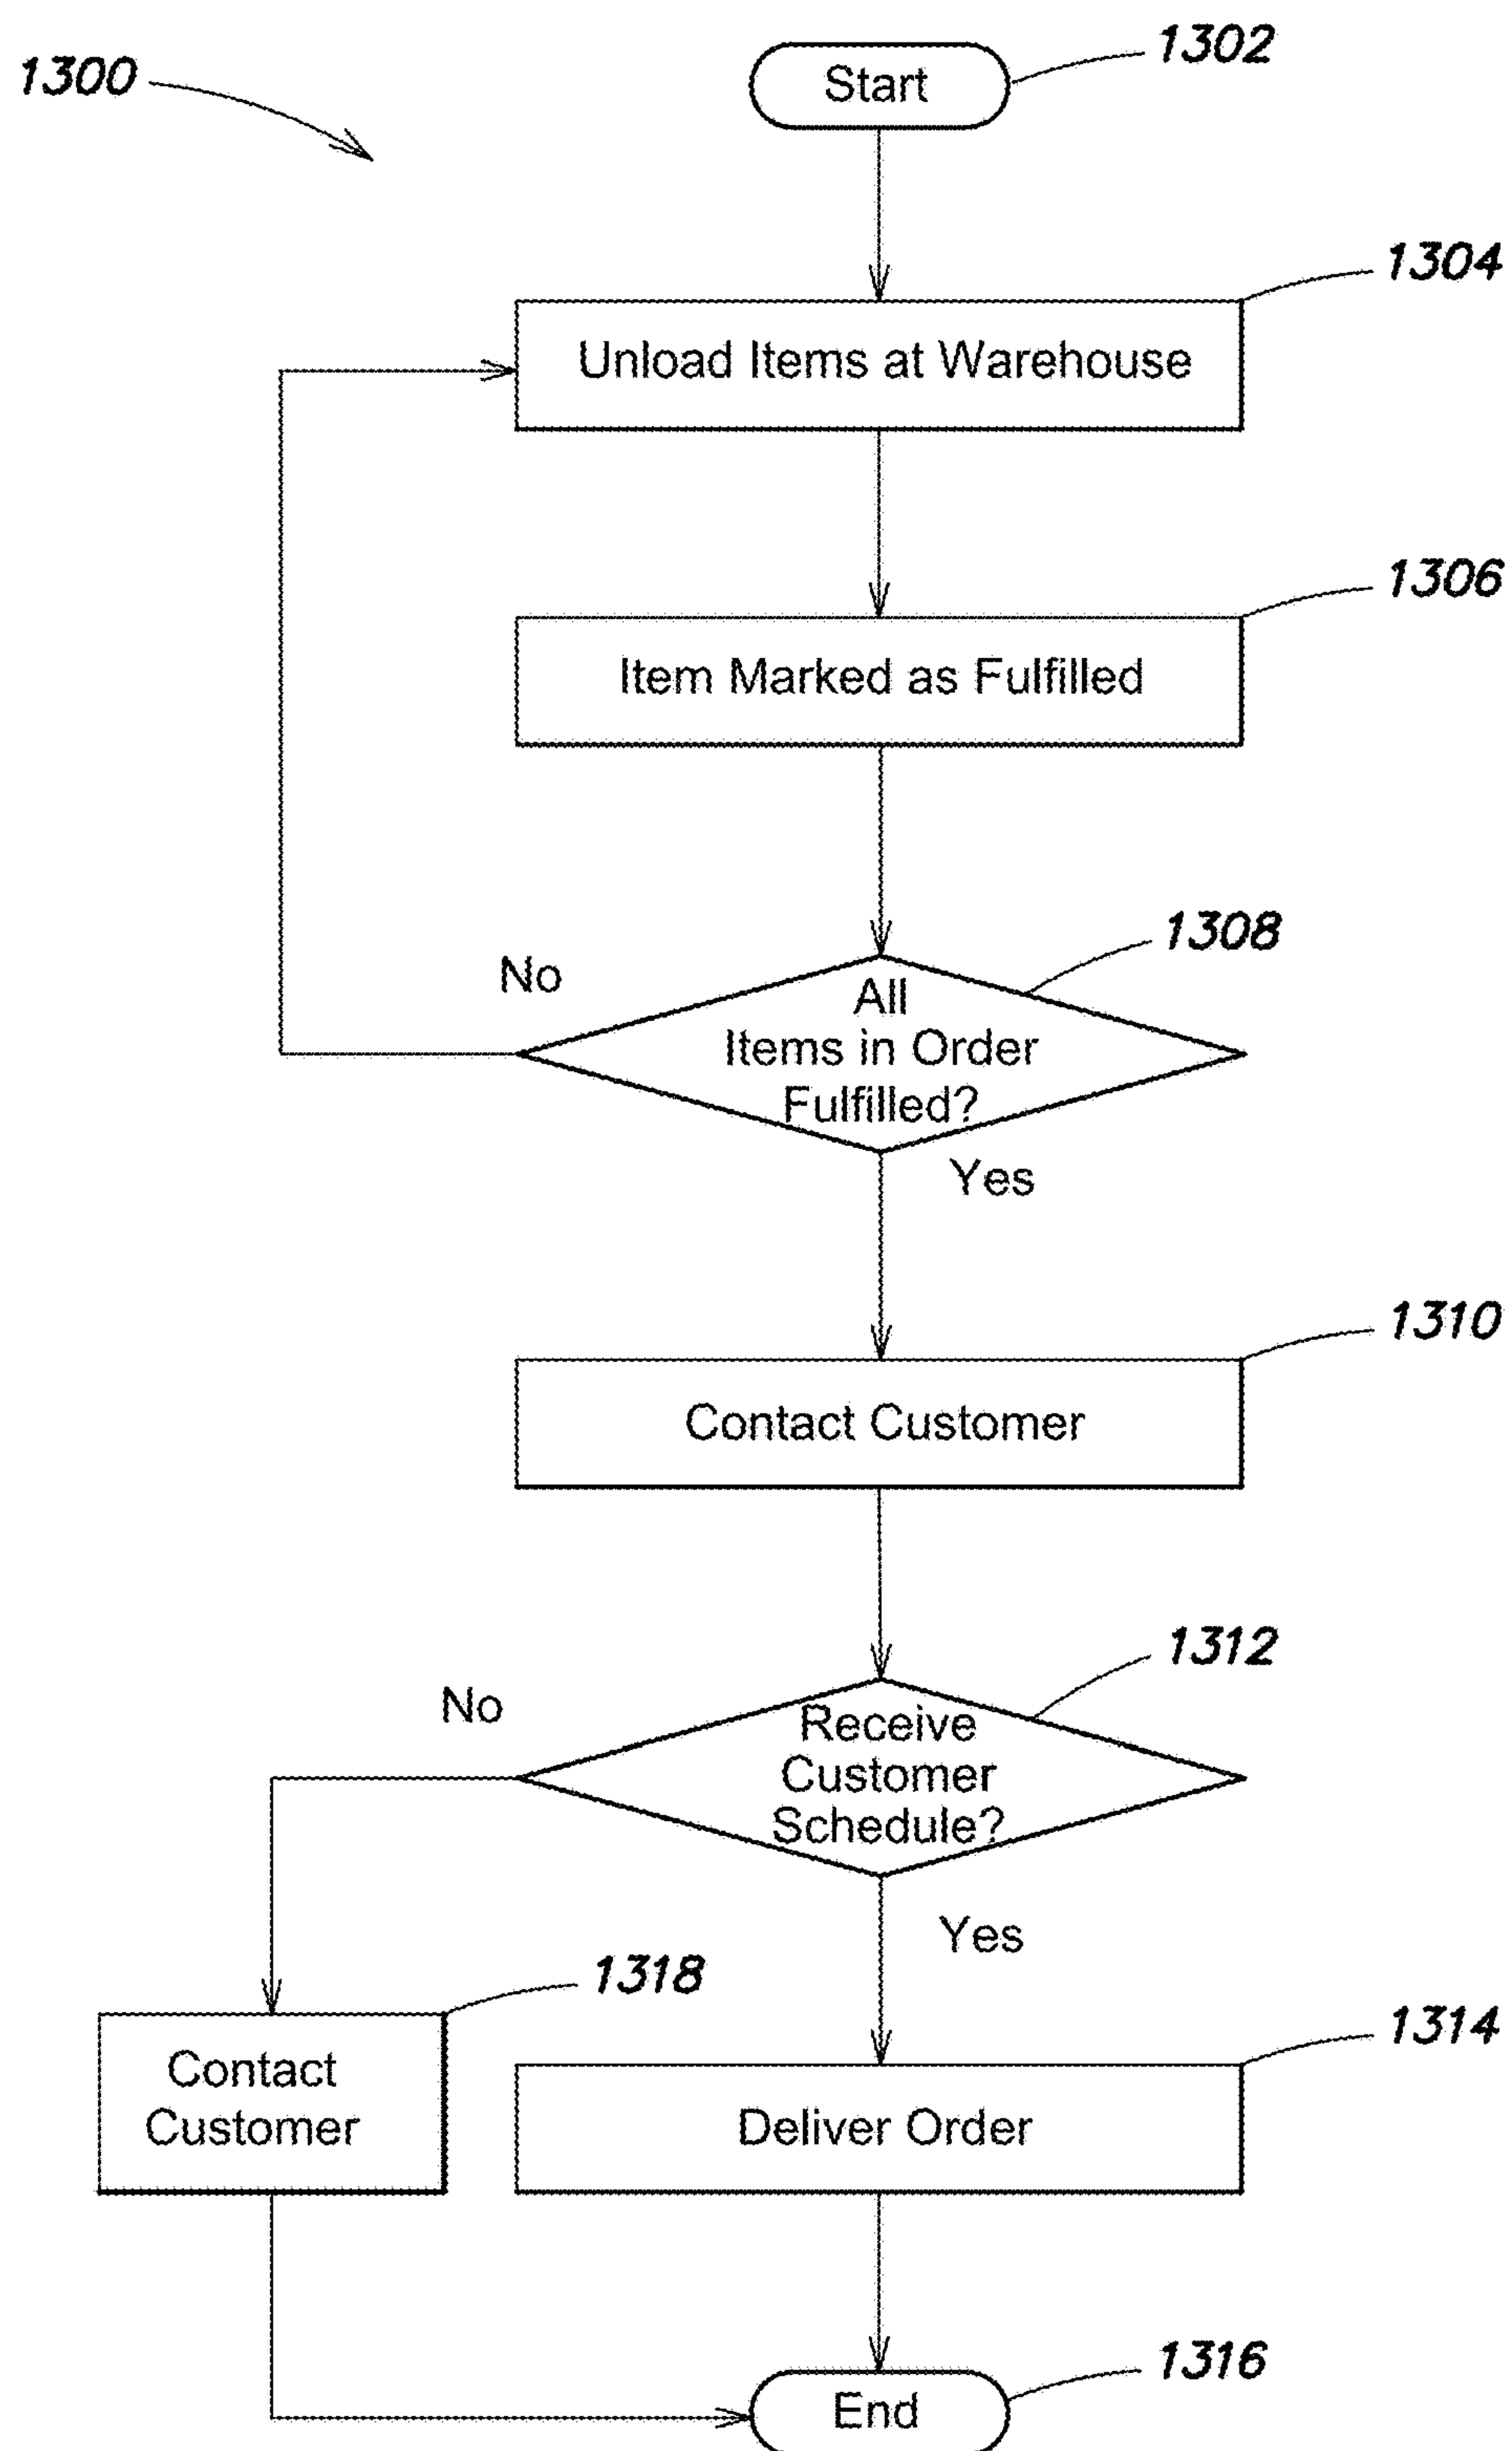 1300
Start
1302
1304
Unload Items at Warehouse
1306
Item Marked as Fulfilled
1308
No
All
Items in Order
Fulfilled?
Yes
1310
Contact Customer
1312
No
Receive
Customer
Schedule?
Yes
1318
Contact
Customer
1314
Deliver Order
1316
End